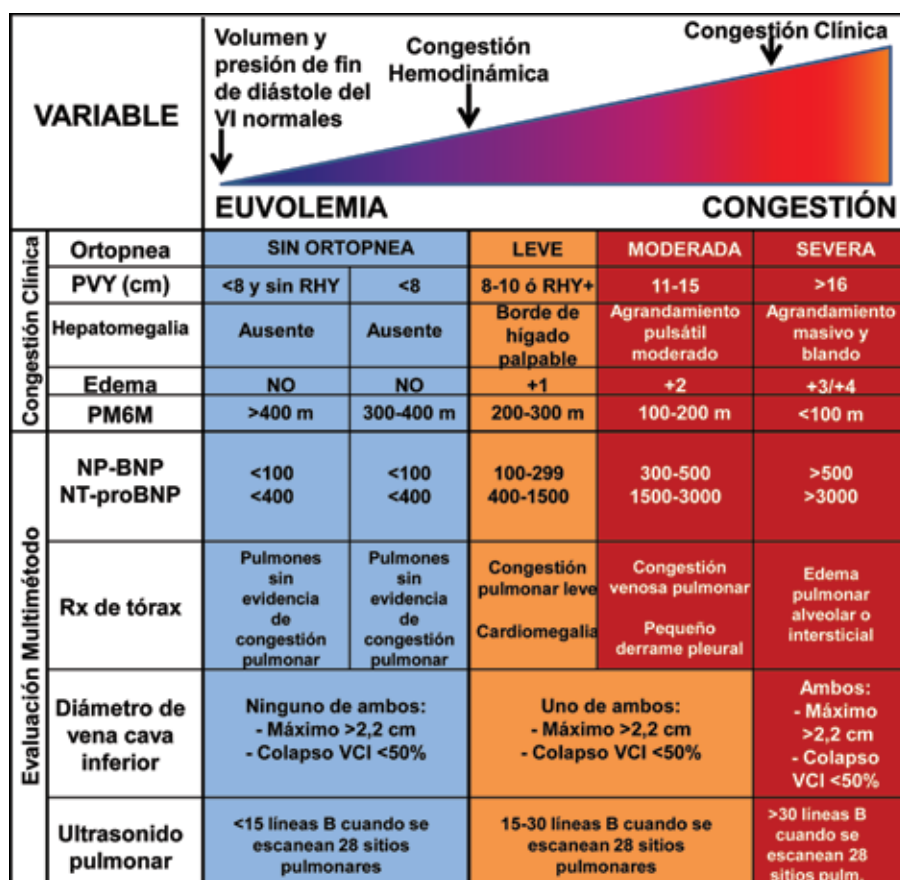 VARIABLE
Volumen y
presión de fin
de diástole del
VI normales
Congestión
Hemodinámica
Congestión Clínica
EUVOLEMIA
CONGESTIÓN
Congestión Clínica
Ortopnea
SIN ORTOPNEA
LEVE
MODERADA
SEVERA
PVY (cm)
<8 y sin RHY
<8
8-10 ó RHY+
11-15
>16
Hepatomegalia
Ausente
Ausente
Borde de
hígado
palpable
Agrandamiento
pulsátil
moderado
Agrandamiento
masivo y
blando
Edema
NO
NO
+1
+2
+3/+4
PM6M
>400 m
300-400 m
200-300 m
100-200 m
<100 m
Evaluación Multimétodo
NP-BNP
NT-proBNP
<100
<400
<100
<400
100-299
400-1500
300-500
1500-3000
>500
>3000
Rx de tórax
Pulmones
sin
evidencia
de
congestión
pulmonar
Pulmones
sin
evidencia
de
congestión
pulmonar
Congestión
pulmonar leve
Cardiomegalia
Congestión
venosa pulmonar
Pequeño
derrame pleural
Edema
pulmonar
alveolar o
intersticial
Diámetro de
vena cava
inferior
Ninguno de ambos:
- Máximo >2,2 cm
- Colapso VCI <50%
Uno de ambos:
- Máximo >2,2 cm
- Colapso VCI <50%
Ambos:
- Máximo
>2,2 cm
- Colapso
VCI <50%
Ultrasonido
pulmonar
<15 líneas B cuando se
escanean 28 sitios
pulmonares
15-30 líneas B cuando se
escanean 28 sitios
pulmonares
>30 líneas B
cuando se
escanean 28
sitios pulm.